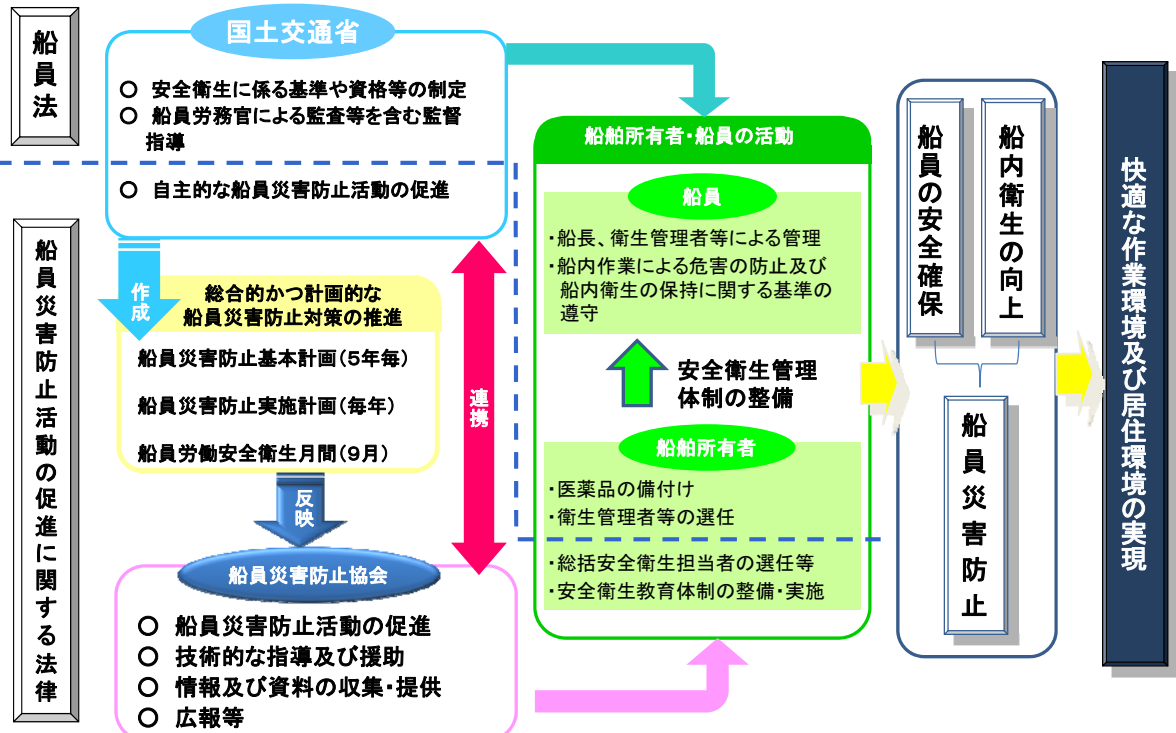 船員法
国土交通省
○ 安全衛生に係る基準や資格等の制定
○ 船員労務官による監査等を含む監督
指導
○ 自主的な船員災害防止活動の促進
船員災害防止活動の促進に関する法律
作成
総合的かつ計画的な
船員災害防止対策の推進
船員災害防止基本計画(5年毎)
船員災害防止実施計画(毎年)
船員労働安全衛生月間(9月)
反映
連携
船員災害防止協会
○ 船員災害防止活動の促進
○ 技術的な指導及び援助
○ 情報及び資料の収集・提供
○ 広報等
船舶所有者・船員の活動
船員
・船長、衛生管理者等による管理
・船内作業による危害の防止及び
船内衛生の保持に関する基準の
遵守
安全衛生管理
体制の整備
船舶所有者
・医薬品の備付け
・衛生管理者等の選任
・総括安全衛生担当者の選任等
・安全衛生教育体制の整備・実施
船員の安全確保
船内衛生の向上
船員災害防止
快適な作業環境及び居住環境の実現